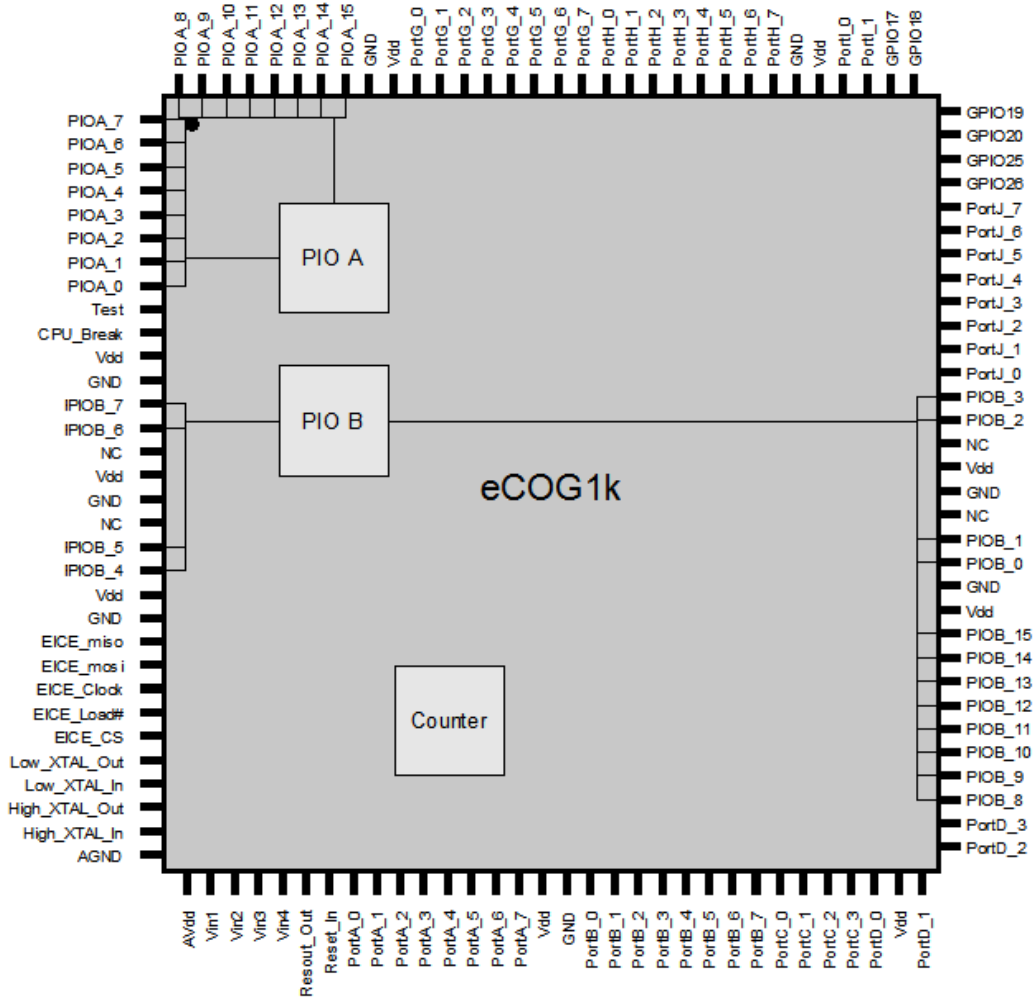 PIOA_8
PIOA_9
PIOA_10
PIOA_11
PIOA_12
PIOA_13
PIOA_14
PIOA_15
GND
Vdd
PortG_0
PortG_1
PortG_2
PortG_3
PortG_4
PortG_5
PortG_6
PortG_7
PortH_0
PortH_1
PortH_2
PortH_3
PortH_4
PortH_5
PortH_6
PortH_7
GND
Vdd
PortI_0
PortI_1
GPIO17
GPIO18
PIOA_7
PIOA_6
PIOA_5
PIOA_4
PIOA_3
PIOA_2
PIOA_1
PIOA_0
Test
CPU_Break
Vdd
GND
IPIOB_7
IPIOB_6
NC
Vdd
GND
NC
IPIOB_5
IPIOB_4
Vdd
GND
EICE_miso
EICE_mosi
EICE_Clock
EICE_Load#
EICE_CS
Low_XTAL_Out
Low_XTAL_In
High_XTAL_Out
High_XTAL_In
AGND
PIO A
PIO B
eCOG1k
Counter
GPIO19
GPIO20
GPIO25
GPIO26
PortJ_7
PortJ_6
PortJ_5
PortJ_4
PortJ_3
PortJ_2
PortJ_1
PortJ_0
PIOB_3
PIOB_2
NC
Vdd
GND
NC
PIOB_1
PIOB_0
GND
Vdd
PIOB_15
PIOB_14
PIOB_13
PIOB_12
PIOB_11
PIOB_10
PIOB_9
PIOB_8
PortD_3
PortD_2
AVdd
Vin1
Vin2
Vin3
Vin4
Resout_Out
Reset_In
PortA_0
PortA_1
PortA_2
PortA_3
PortA_4
PortA_5
PortA_6
PortA_7
Vdd
GND
PortB_0
PortB_1
PortB_2
PortB_3
PortB_4
PortB_5
PortB_6
PortB_7
PortC_0
PortC_1
PortC_2
PortC_3
PortD_0
Vdd
PortD_1